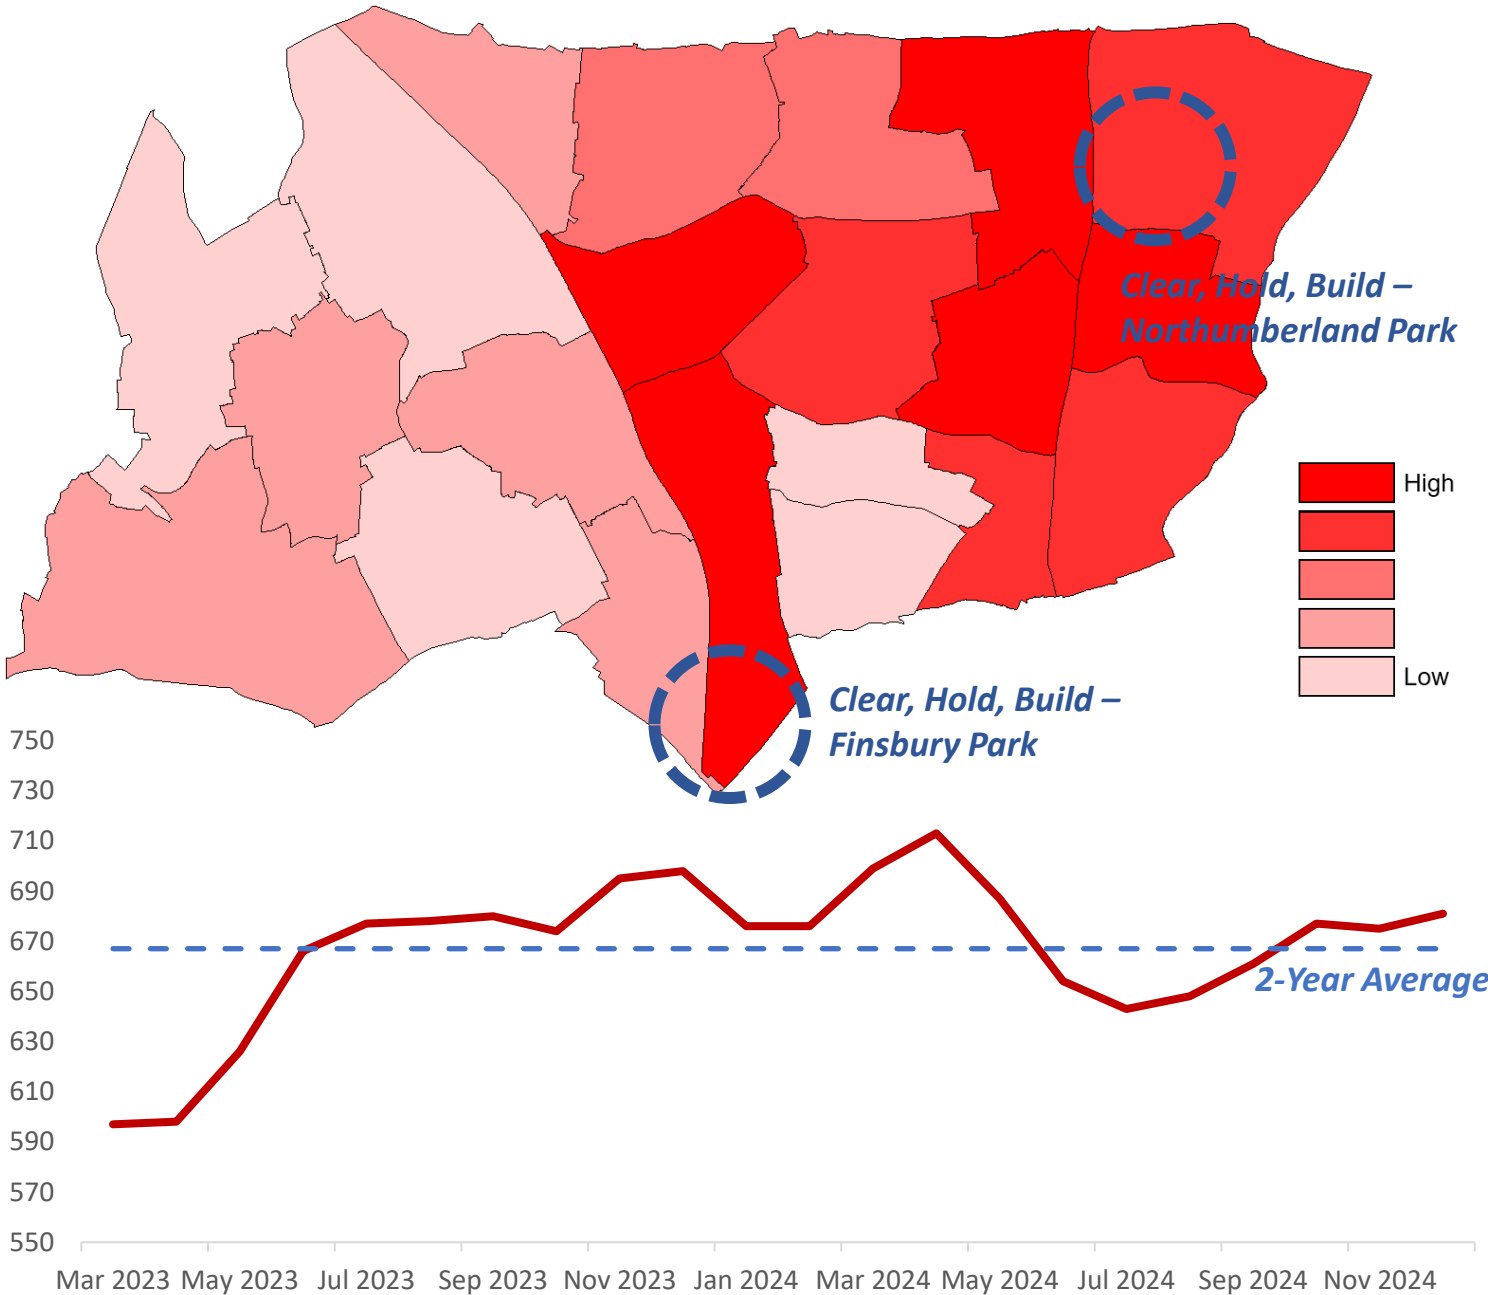 Clear, Hold, Build –
Northumberland Park
High
Low
Clear, Hold, Build –
Finsbury Park
750
730
710
690
670
650
630
610
590
570
550
2-Year Average
Mar 2023 May 2023 Jul 2023 Sep 2023 Nov 2023 Jan 2024 Mar 2024 May 2024 Jul 2024 Sep 2024 Nov 2024